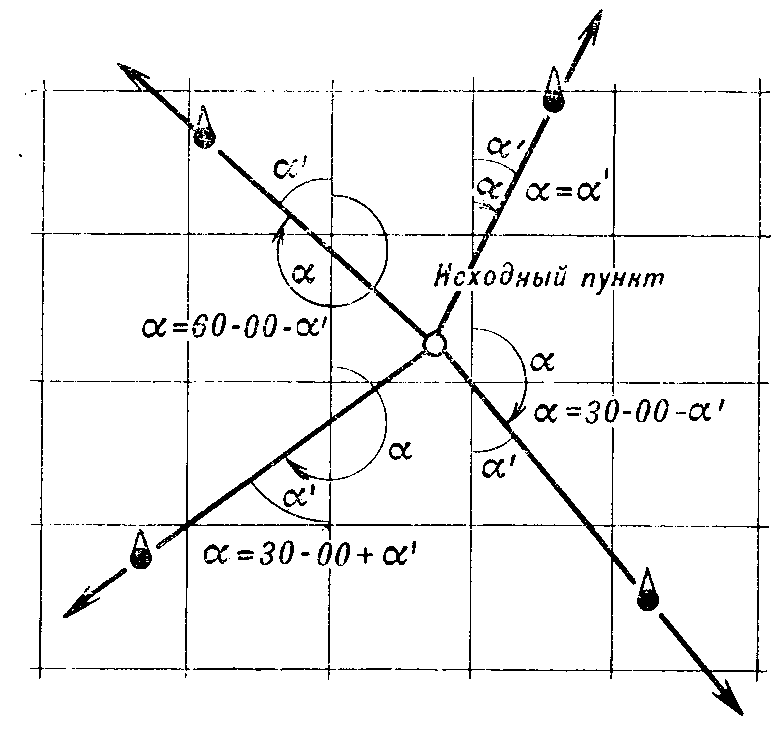 α'
α'
α
α = α'
α
Исходный пункт
α = 60-00-α'
α
α = 30-00-α'
α
α'
α'
α = 30-00 + α'